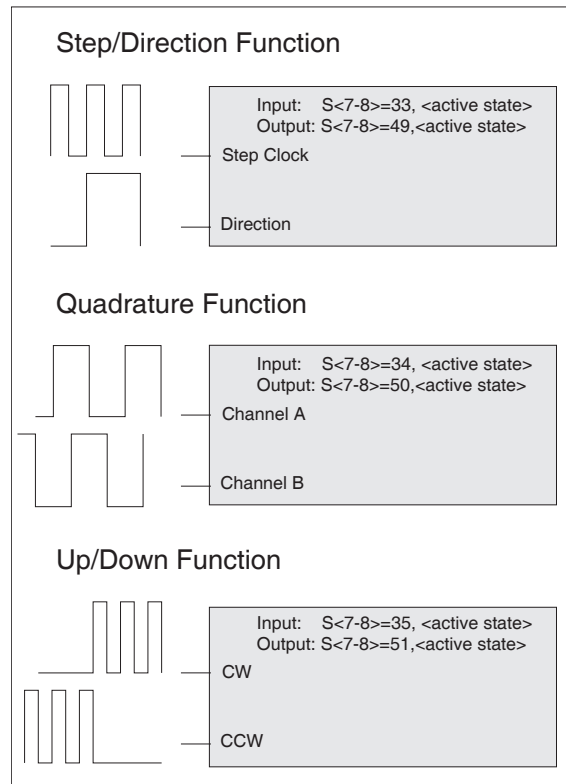 Step/Direction Function
Input: S<7-8>=33, <active state>
Output: S<7-8>=49,<active state>
Step Clock
Direction
Quadrature Function
Input: S<7-8>=34, <active state>
Output: S<7-8>=50,<active state>
Channel A
Channel B
Up/Down Function
Input: S<7-8>=35, <active state>
Output: S<7-8>=51,<active state>
CW
CCW